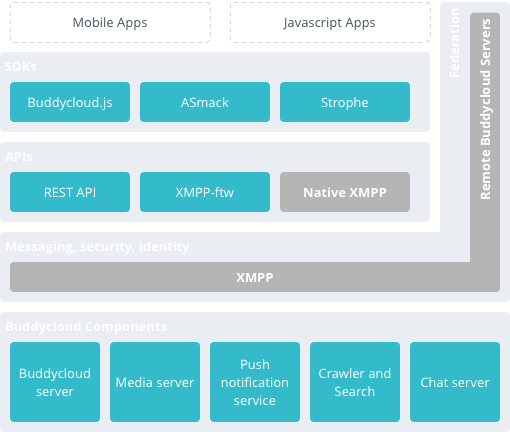 Mobile Apps
Javascript Apps
Federation
Remote Buddycloud Servers
SDKs
Buddycloud.js
ASmack
Strophe
APIs
REST API
XMPP-ftw
Native XMPP
Messaging, security, identity
XMPP
Buddycloud Components
Buddycloud
server
Media server
Push
notification
service
Crawler and
Search
Chat server